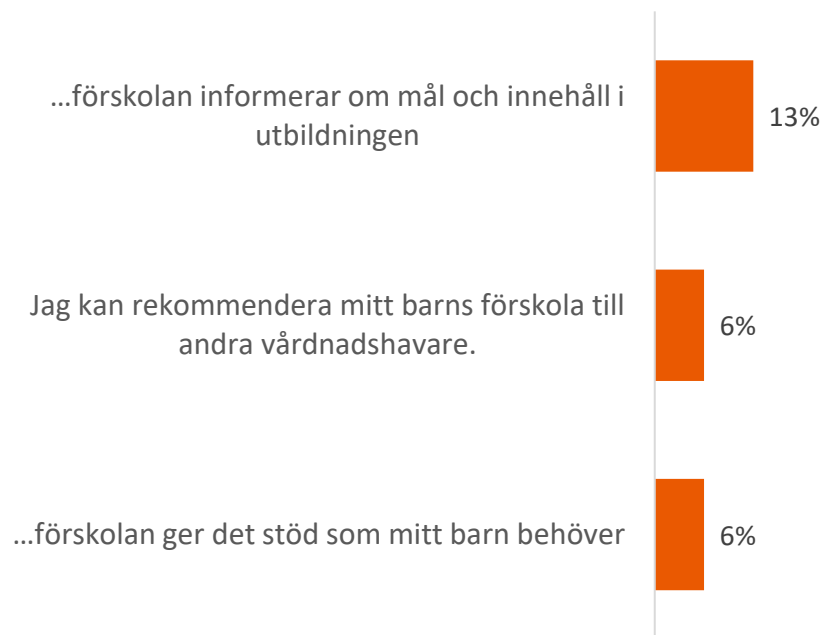 ...förskolan informerar om mål och innehåll i
utbildningen
13%
Jag kan rekommendera mitt barns förskola till
andra vårdnadshavare.
6%
...förskolan ger det stöd som mitt barn behöver
6%